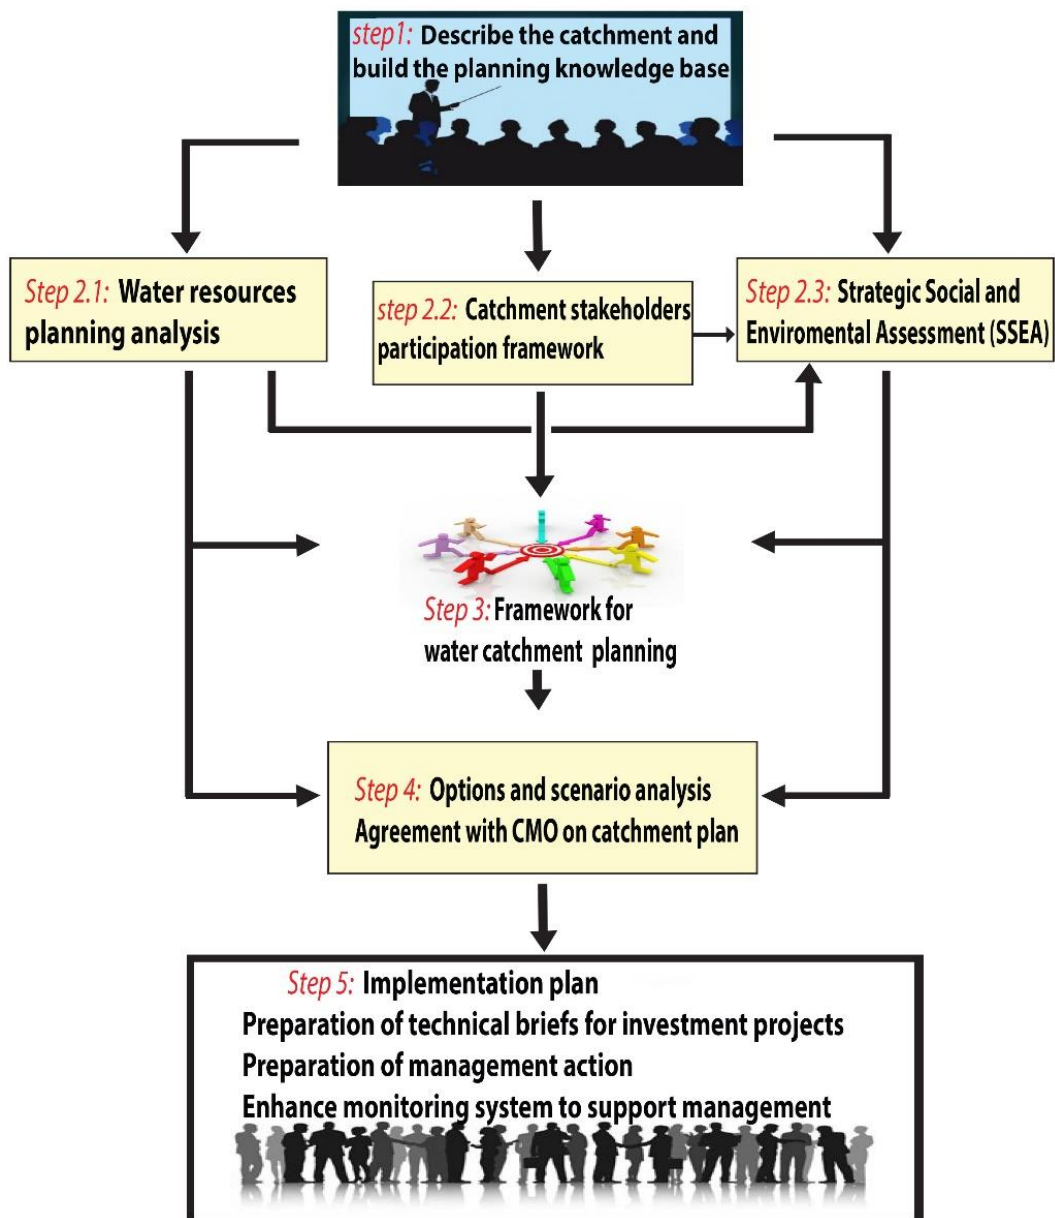 step1: Describe the catchment and
build the planning knowledge base
Step 2.1: Water resources
planning analysis
step 2.2: Catchment stakeholders
participation framework
Step 2.3: Strategic Social and
Enviromental Assessment (SSEA)
Step 3: Framework for
water catchment planning
Step 4: Options and scenario analysis
Agreement with CMO on catchment plan
Step 5: Implementation plan
Preparation of technical briefs for investment projects
Preparation of management action
Enhance monitoring system to support management